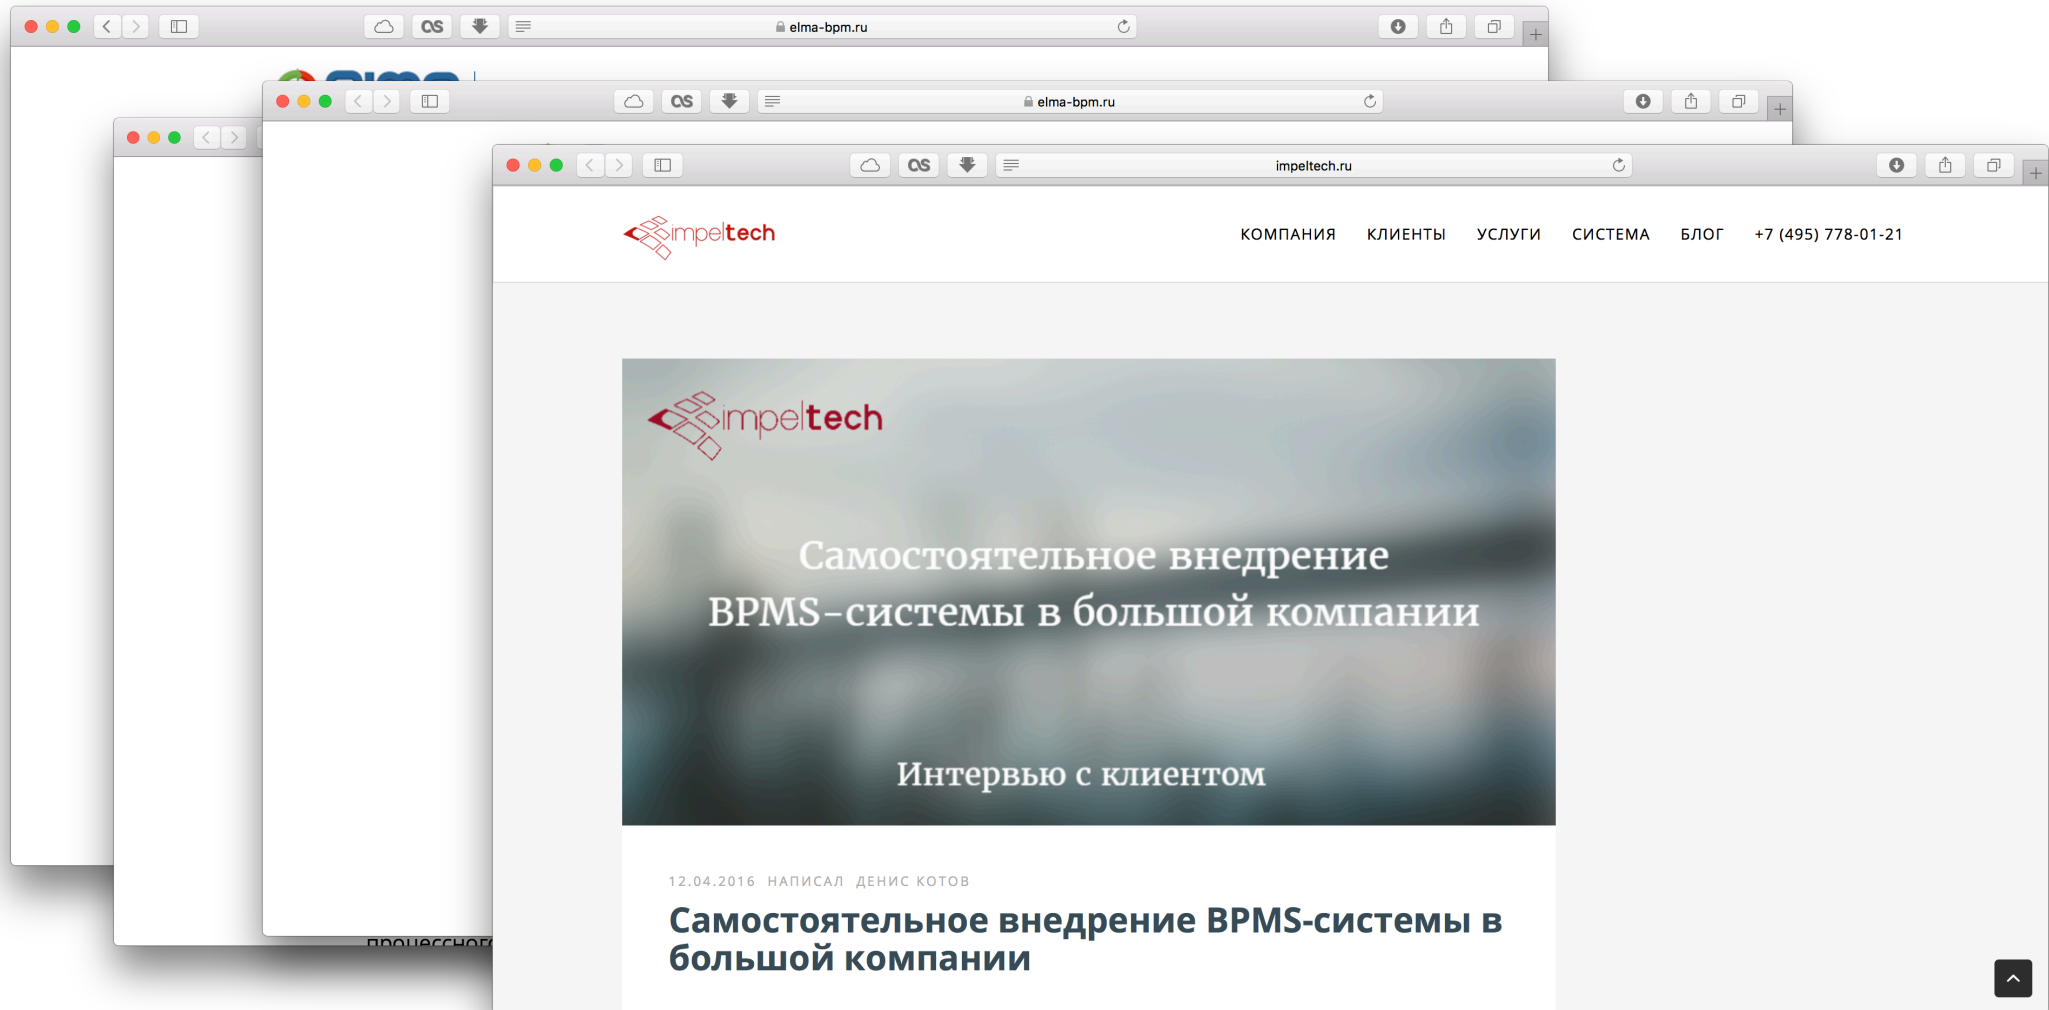 elma-bpm.ru
elma
elma-bpm.ru
impeltech.ru
impeltech
КОМПАНИЯ КЛИЕНТЫ УСЛУГИ СИСТЕМА БЛОГ +7 (495) 778-01-21
impeltech
Самостоятельное внедрение
BPMS-системы в большой компании
Интервью с клиентом
12.04.2016 НАПИСАЛ ДЕНИС КОТОВ
Самостоятельное внедрение BPMS-системы в
большой компании
процессного